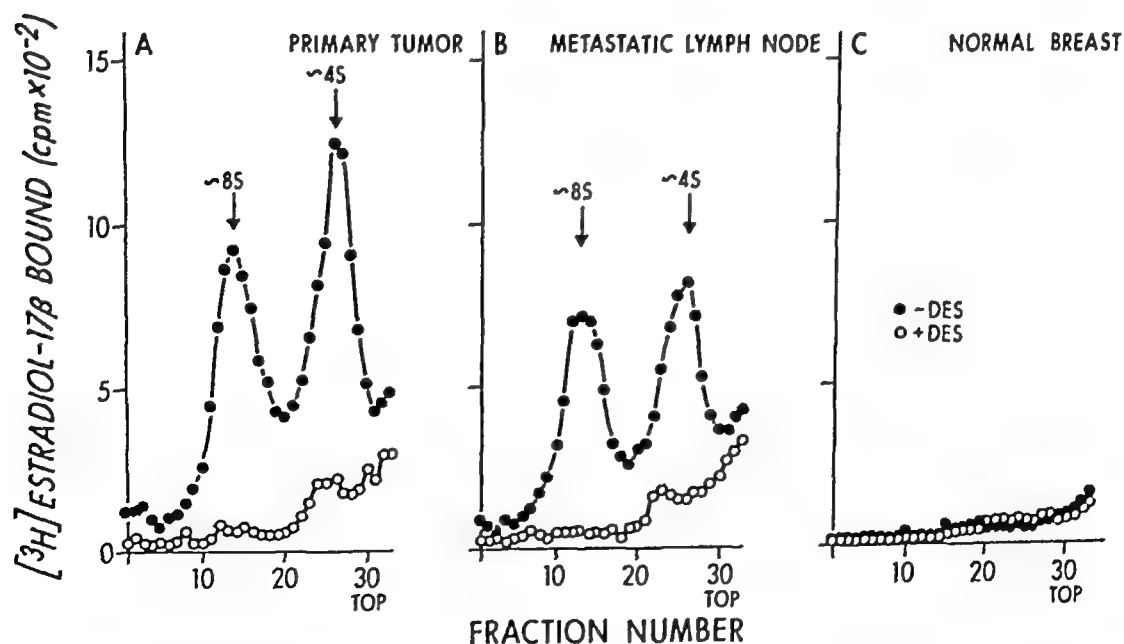 A PRIMARY TUMOR
B METASTATIC LYMPH NODE
C NORMAL BREAST
[³H] ESTRADIOL-17β BOUND (cpm×10⁻²)
15
10
5
0
~8S
~4S
~8S
~4S
● -DES
○ +DES
10 20 30
TOP
10 20 30
TOP
10 20 30
TOP
FRACTION NUMBER